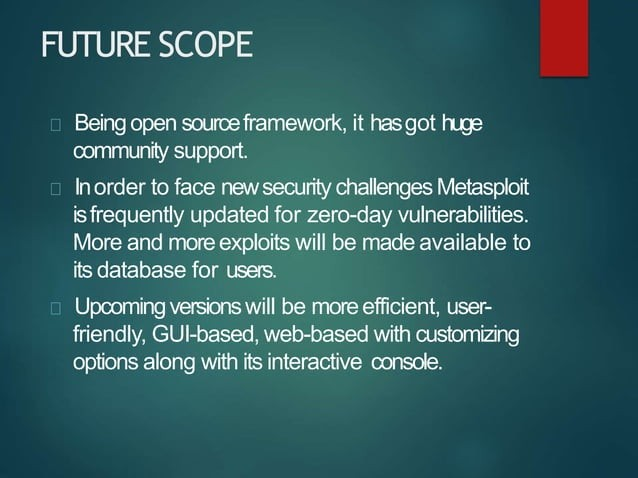 FUTURE SCOPE
Being open source framework, it has got huge
community support.
In order to face new security challenges Metasploit
is frequently updated for zero-day vulnerabilities.
More and more exploits will be made available to
its database for users.
Upcoming versions will be more efficient, user-
friendly, GUI-based, web-based with customizing
options along with its interactive console.